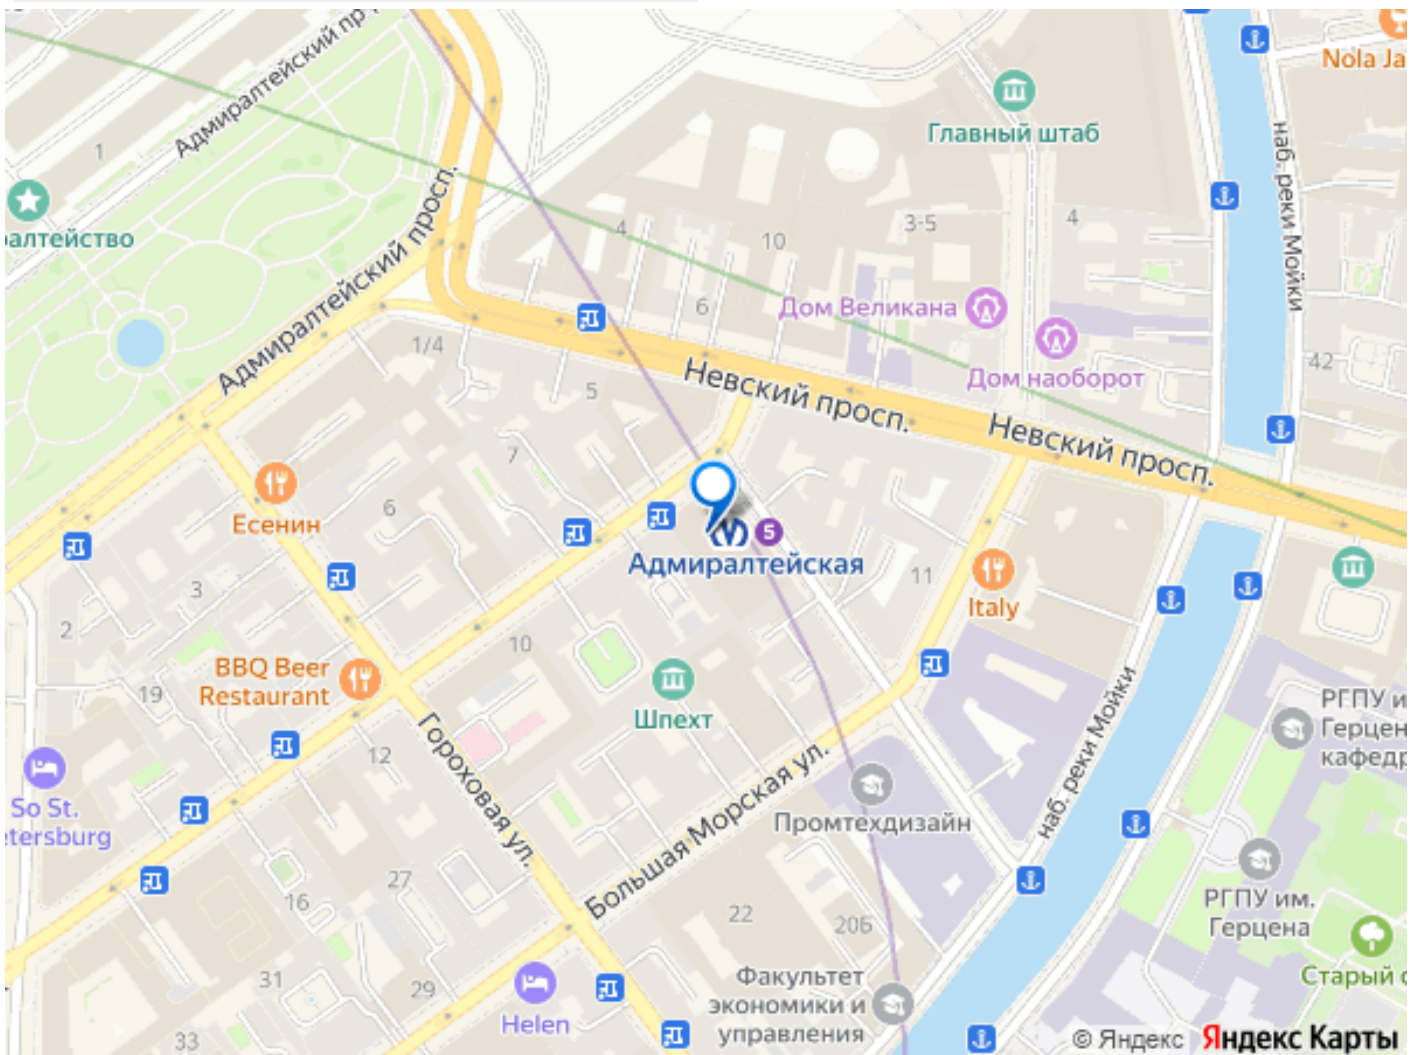 Адмиралтейский пр
Nola Ja
1
Главный штаб
наб. реки Мойки
алтейство
Адмиралтейский просп.
4
10
3-5
4
6
Дом Великана
Дом наоборот
1/4
42
5
Невский просп.
Невский просп.
7
6
Есенин
5
Адмиралтейская
3
11
Italy
2
10
BBQ Beer
Restaurant
19
Шпехт
наб. реки Мойки
РГПУ и
Герцен
кафедр
12
Гороховая ул.
Большая Морская ул.
So St.
etersburg
Промтехдизайн
27
16
22
20Б
РГПУ им.
Герцена
31
29
Факультет
экономики и
управления
Старый
Helen
33
© Яндекс Яндекс Карты